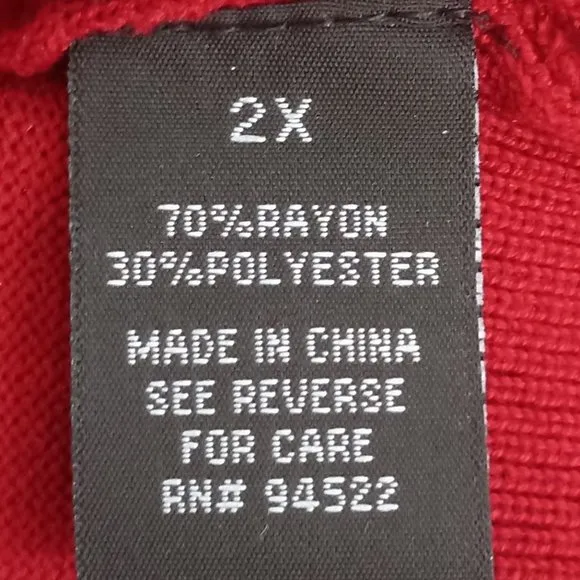 2X
70%RAYON
30%POLYESTER
MADE IN CHINA
SEE REVERSE
FOR CARE
RN# 94522